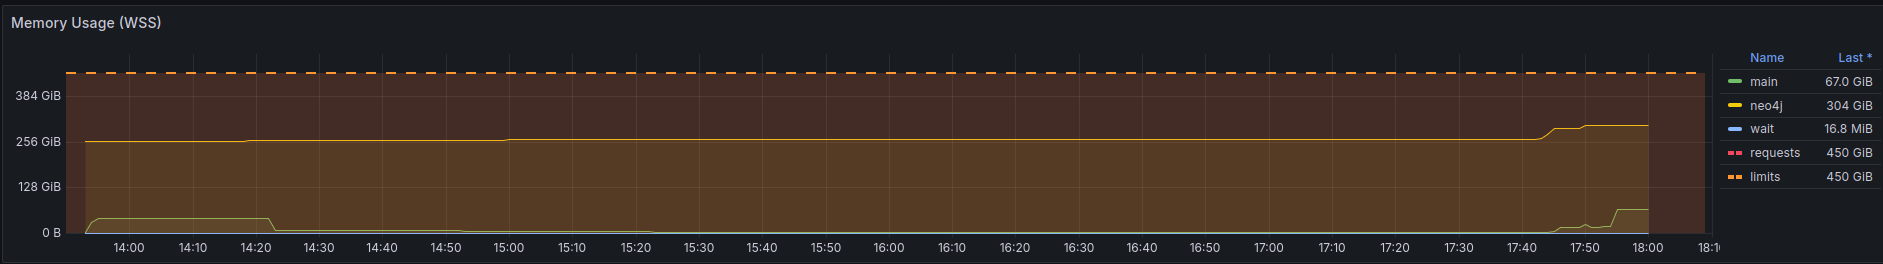 Memory Usage (WSS)
Name Last *
main 67.0 GiB
neo4j 304 GiB
wait 16.8 MiB
requests 450 GiB
limits 450 GiB
384 GiB
256 GiB
128 GiB
0 B
14:00 14:10 14:20 14:30 14:40 14:50 15:00 15:10 15:20 15:30 15:40 15:50 16:00 16:10 16:20 16:30 16:40 16:50 17:00 17:10 17:20 17:30 17:40 17:50 18:00